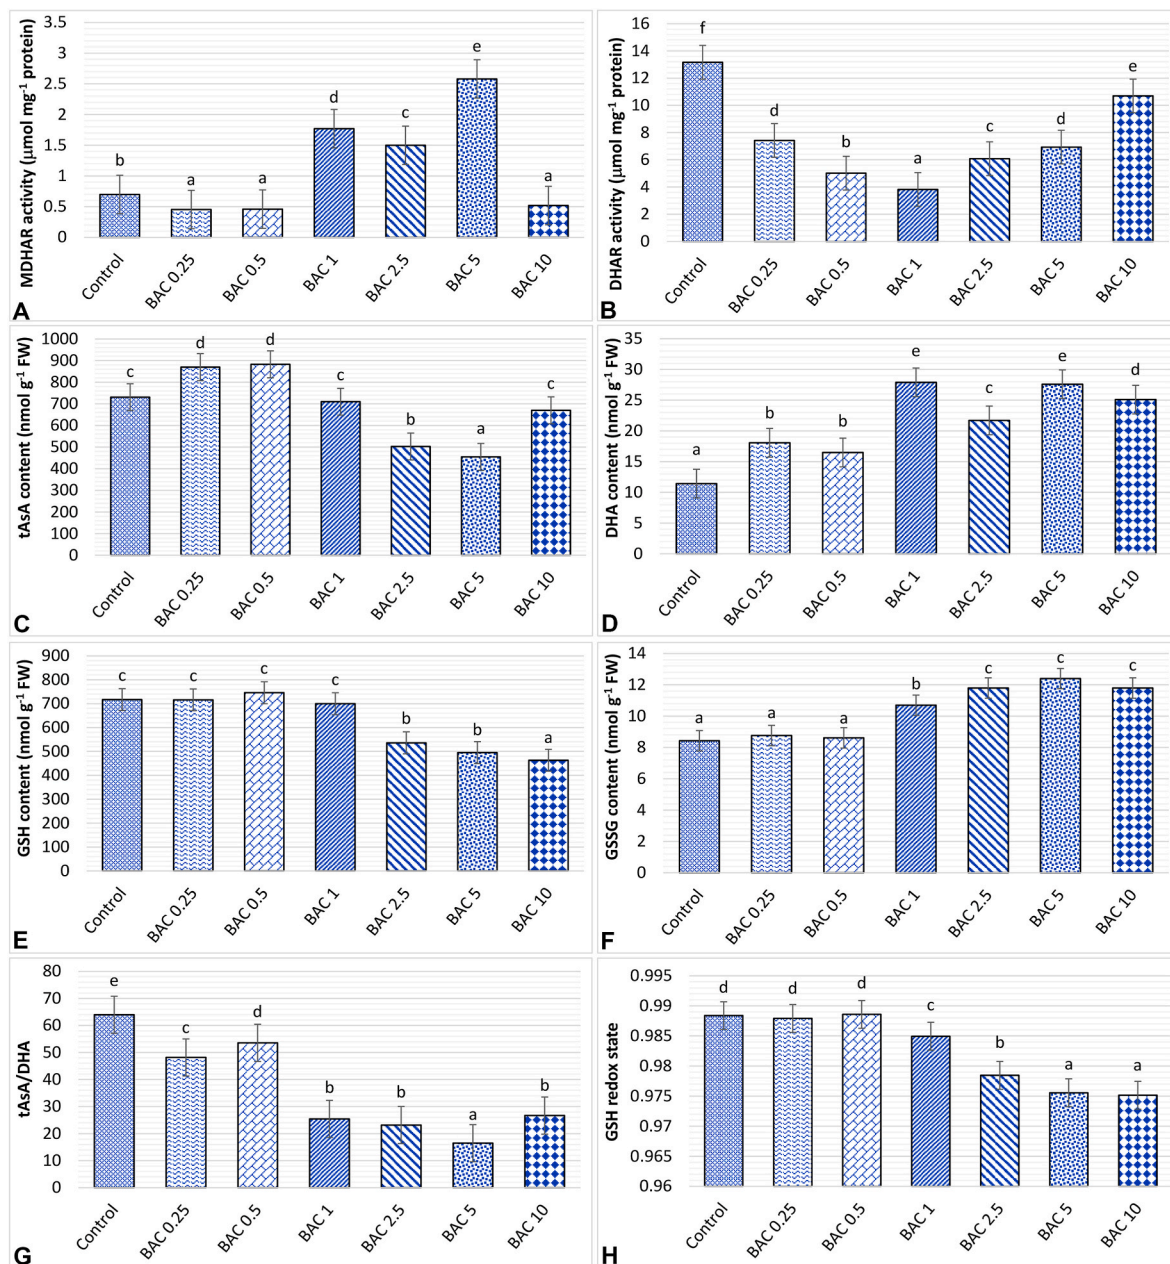 MDHAR activity (µmol mg⁻¹ protein)
3.5
3
2.5
2
1.5
1
0.5
0
b
a
a
d
c
e
a
Control
BAC 0.25
BAC 0.5
BAC 1
BAC 2.5
BAC 5
BAC 10
A
DHAR activity (µmol mg⁻¹ protein)
16
14
12
10
8
6
4
2
0
f
d
b
a
c
d
e
Control
BAC 0.25
BAC 0.5
BAC 1
BAC 2.5
BAC 5
BAC 10
B
tAsA content (nmol g⁻¹ FW)
1000
900
800
700
600
500
400
300
200
100
0
c
d
d
c
b
a
c
Control
BAC 0.25
BAC 0.5
BAC 1
BAC 2.5
BAC 5
BAC 10
C
DHA content (nmol g⁻¹ FW)
35
30
25
20
15
10
5
0
a
b
b
e
c
e
d
Control
BAC 0.25
BAC 0.5
BAC 1
BAC 2.5
BAC 5
BAC 10
D
GSH content (nmol g⁻¹ FW)
900
800
700
600
500
400
300
200
100
0
c
c
c
c
b
b
a
Control
BAC 0.25
BAC 0.5
BAC 1
BAC 2.5
BAC 5
BAC 10
E
GSSG content (nmol g⁻¹ FW)
14
12
10
8
6
4
2
0
a
a
a
b
c
c
c
Control
BAC 0.25
BAC 0.5
BAC 1
BAC 2.5
BAC 5
BAC 10
F
tAsA/DHA
80
70
60
50
40
30
20
10
0
e
c
d
b
b
a
b
Control
BAC 0.25
BAC 0.5
BAC 1
BAC 2.5
BAC 5
BAC 10
G
GSH redox state
0.995
0.99
0.985
0.98
0.975
0.97
0.965
0.96
d
d
d
c
b
a
a
Control
BAC 0.25
BAC 0.5
BAC 1
BAC 2.5
BAC 5
BAC 10
H